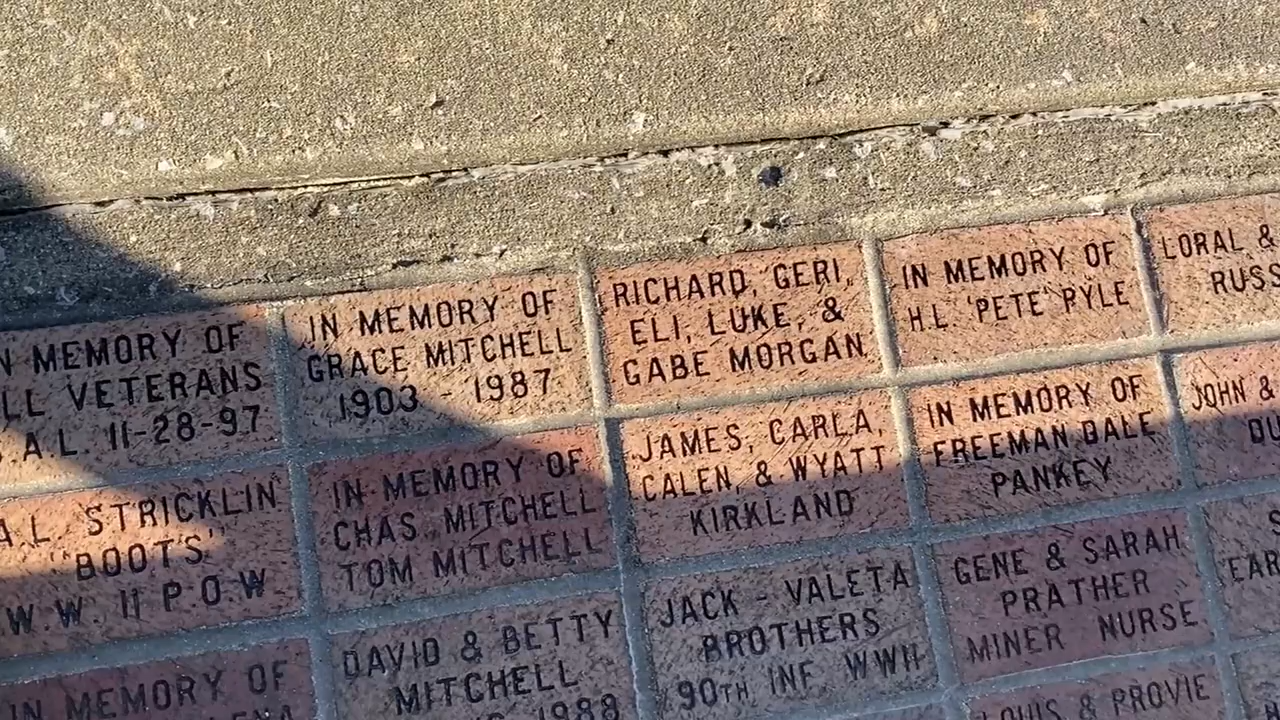 MEMORY OF
VETERANS
A.L. 11-28-97
IN MEMORY OF
GRACE MITCHELL
1903 - 1987
RICHARD, GERI,
ELI, LUKE, &
GABE MORGAN
IN MEMORY OF
H.L. 'PETE' PYLE
LORAL &
A.L. STRICKLIN
"BOOTS"
W.W. II P.O.W.
IN MEMORY OF
CHAS. MITCHELL
TOM MITCHELL
JAMES, CARLA,
CALEN, & WYATT
KIRKLAND
IN MEMORY OF
FREEMAN DALE
PANKEY
JOHN &
IN MEMORY OF
DAVID & BETTY
MITCHELL
1988
JACK - VALETA
BROTHERS
90TH INF. WWII
GENE & SARAH
PRATHER
MINER NURSE
LOUIS & PROVIE